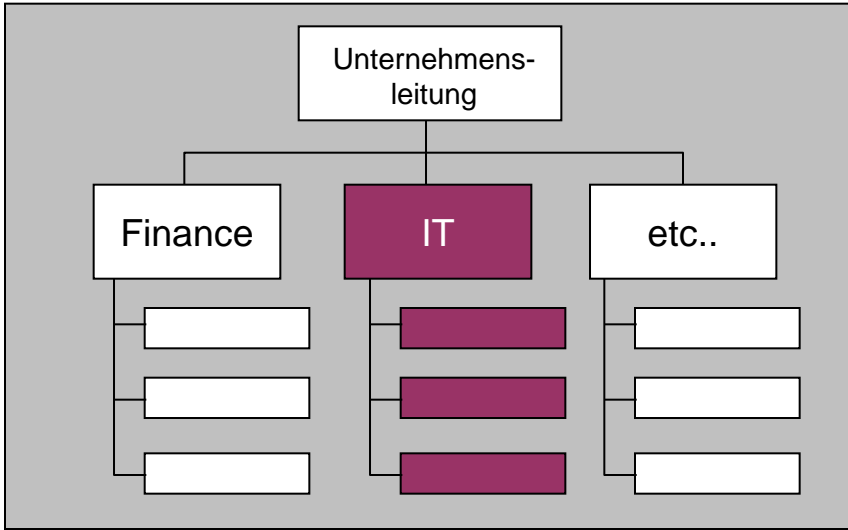 Unternehmens-
leitung
Finance
IT
etc..